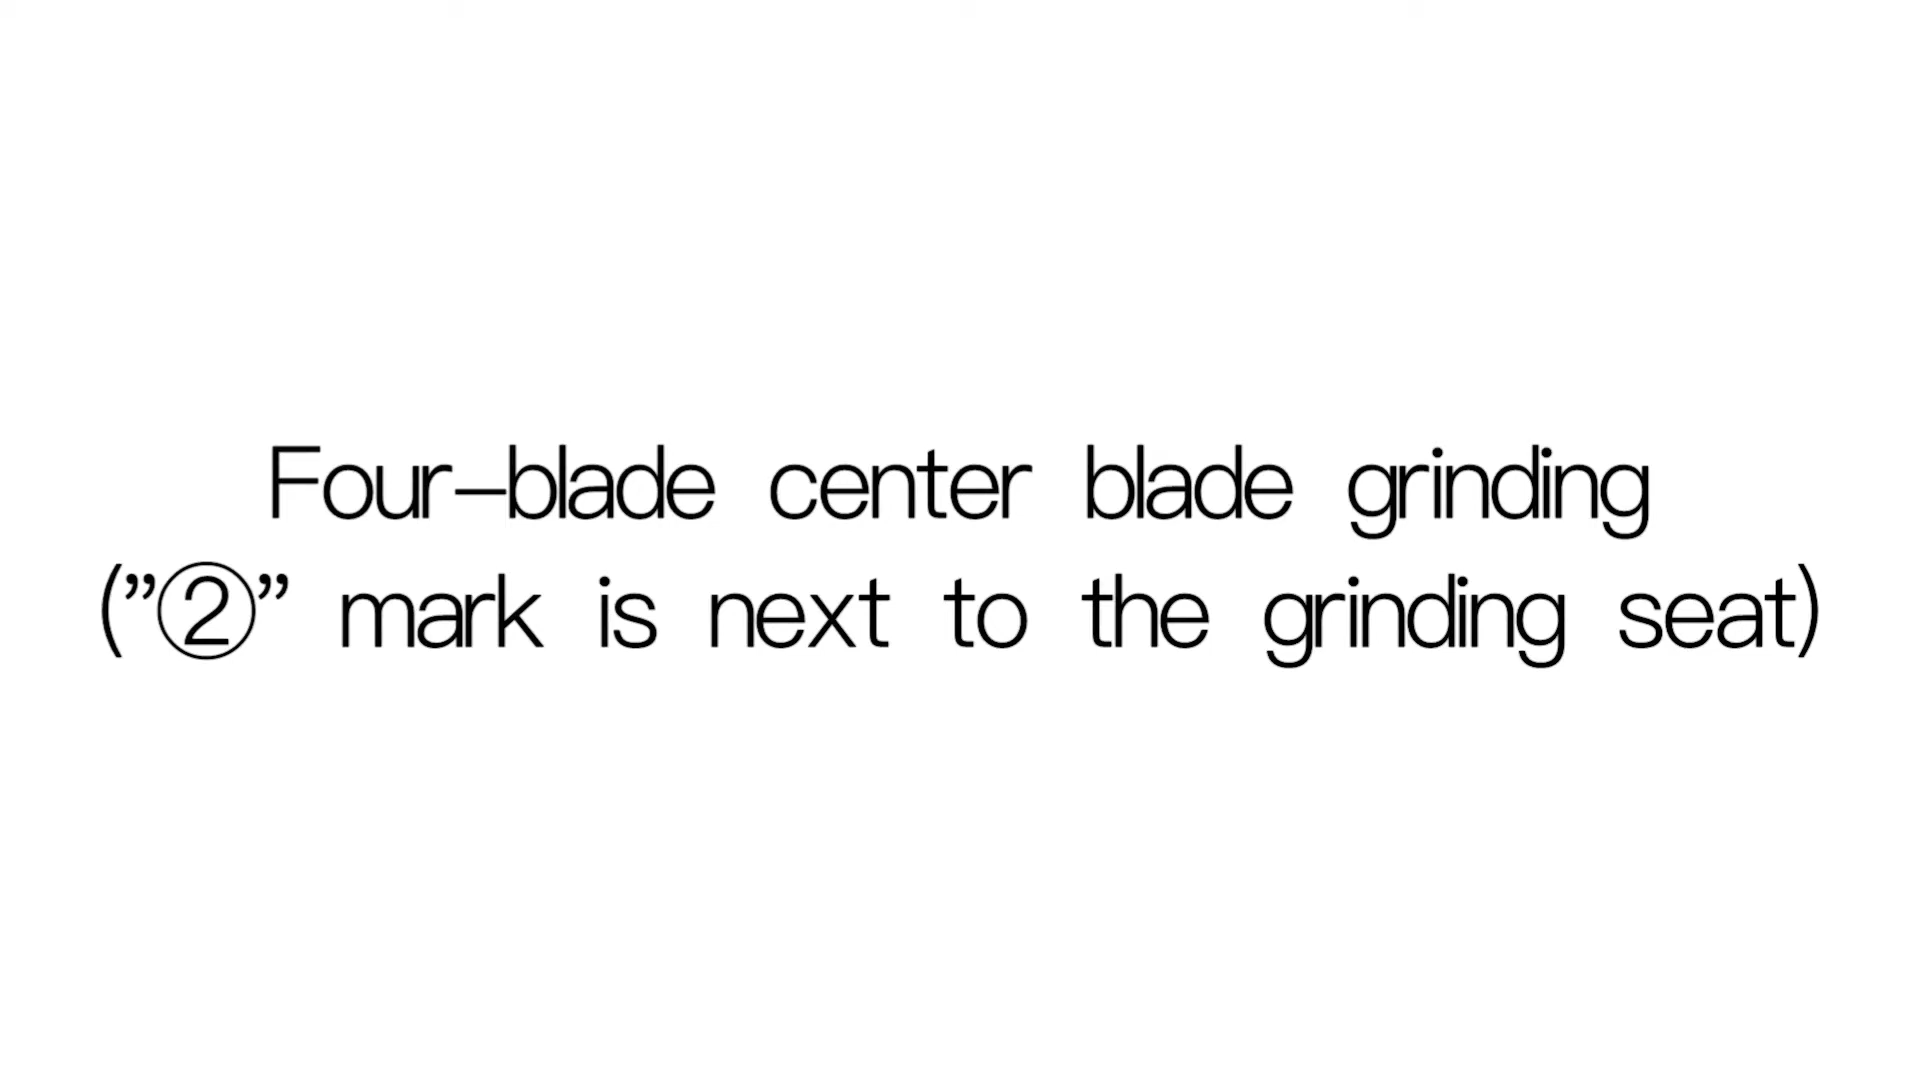 Four-blade center blade grinding
(”②” mark is next to the grinding seat)